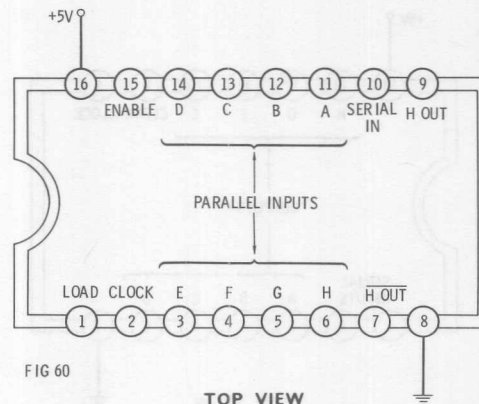 +5V
16 15 14 13 12 11 10 9
ENABLE D C B A SERIAL IN H OUT
PARALLEL INPUTS
LOAD CLOCK E F G H H OUT
1 2 3 4 5 6 7 8
FIG 60
TOP VIEW